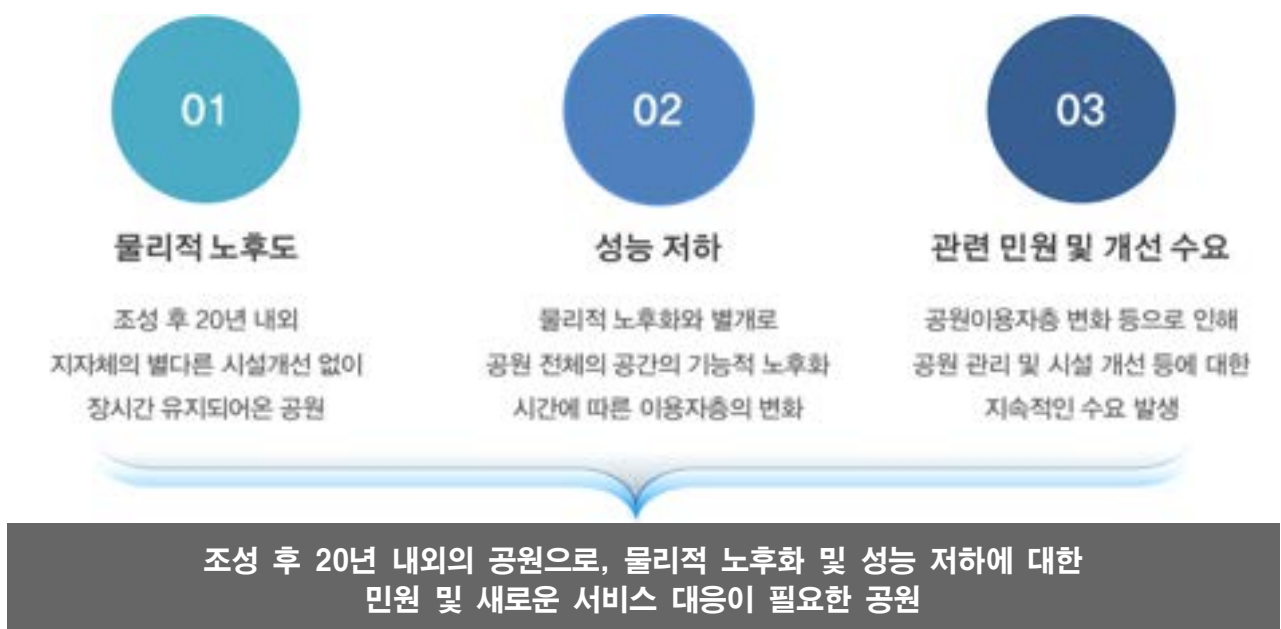 01
물리적 노후도
조성 후 20년 내외
지자체의 별다른 시설개선 없이
장시간 유지되어온 공원
02
성능 저하
물리적 노후화와 별개로
공원 전체의 공간의 기능적 노후화
시간에 따른 이용자층의 변화
03
관련 민원 및 개선 수요
공원이용자층 변화 등으로 인해
공원 관리 및 시설 개선 등에 대한
지속적인 수요 발생
조성 후 20년 내외의 공원으로, 물리적 노후화 및 성능 저하에 대한
민원 및 새로운 서비스 대응이 필요한 공원